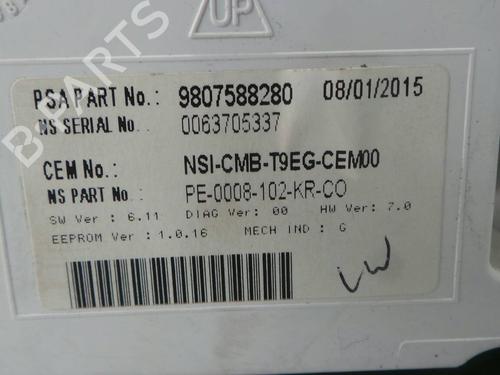 UP
PSA PART No.: 9807588280 08/01/2015
NS SERIAL No. 0063705337
CEM No.: NSI-CMB-T9EG-CEM00
NS PART No.: PE-0008-102-KR-CO
SW Ver : 6.11 DIAG Ver : 00 HW Ver : 7.0
EEPROM Ver : 1.0.16 MECH IND : G